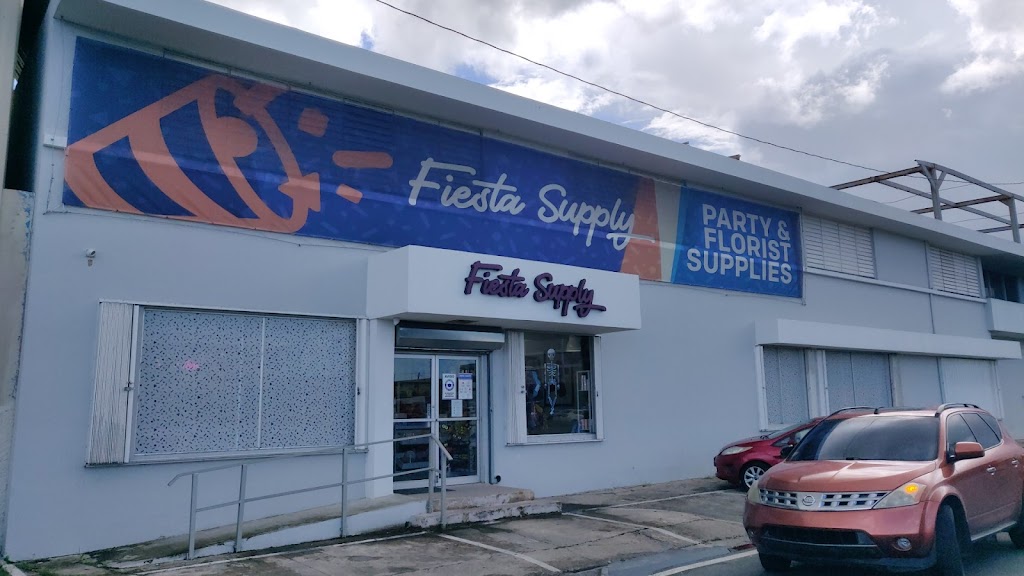 Fiesta Supply
PARTY &
FLORIST
SUPPLIES
Fiesta Supply